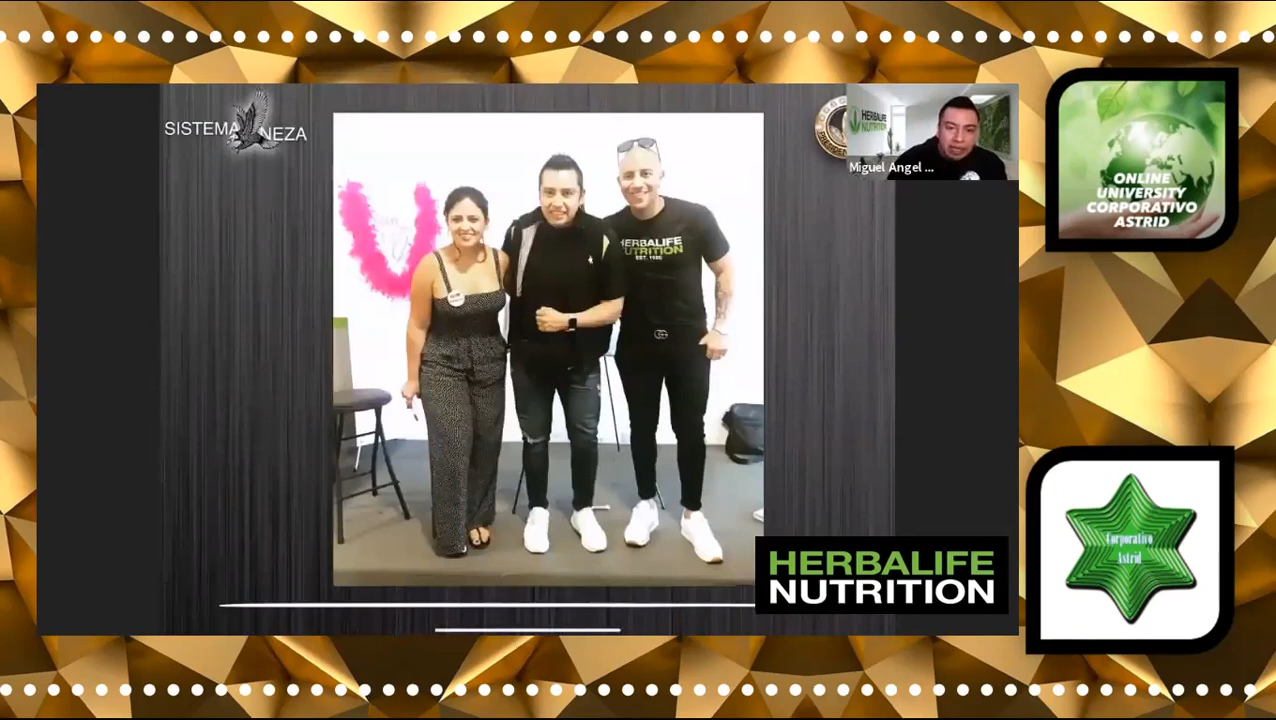 SISTEMA NEZA
HERBALIFE
NUTRITION
Miguel Angel ...
HERBALIFE
NUTRITION
EST. 1980
ONLINE
UNIVERSITY
CORPORATIVO
ASTRID
Corporativo
Astrid
HERBALIFE
NUTRITION